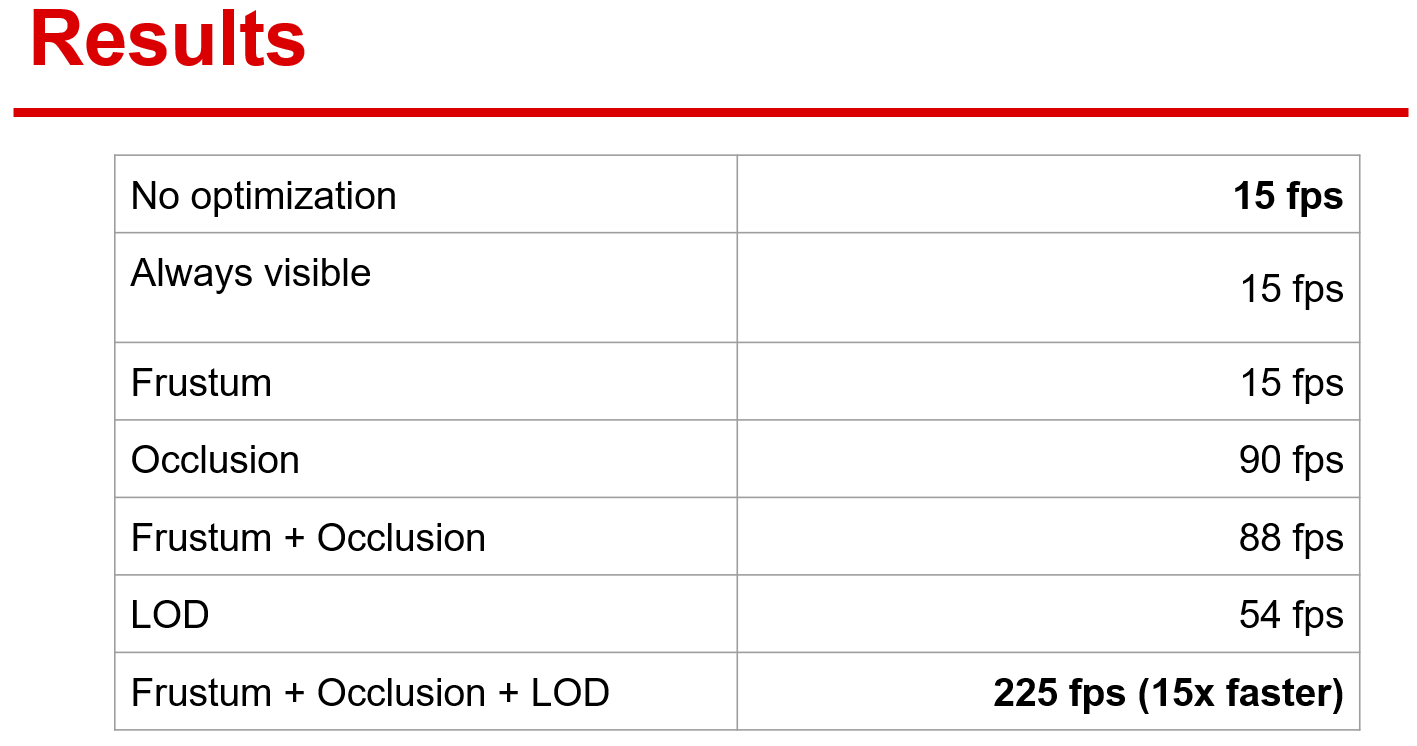 Results
No optimization 15 fps
Always visible 15 fps
Frustum 15 fps
Occlusion 90 fps
Frustum + Occlusion 88 fps
LOD 54 fps
Frustum + Occlusion + LOD 225 fps (15x faster)